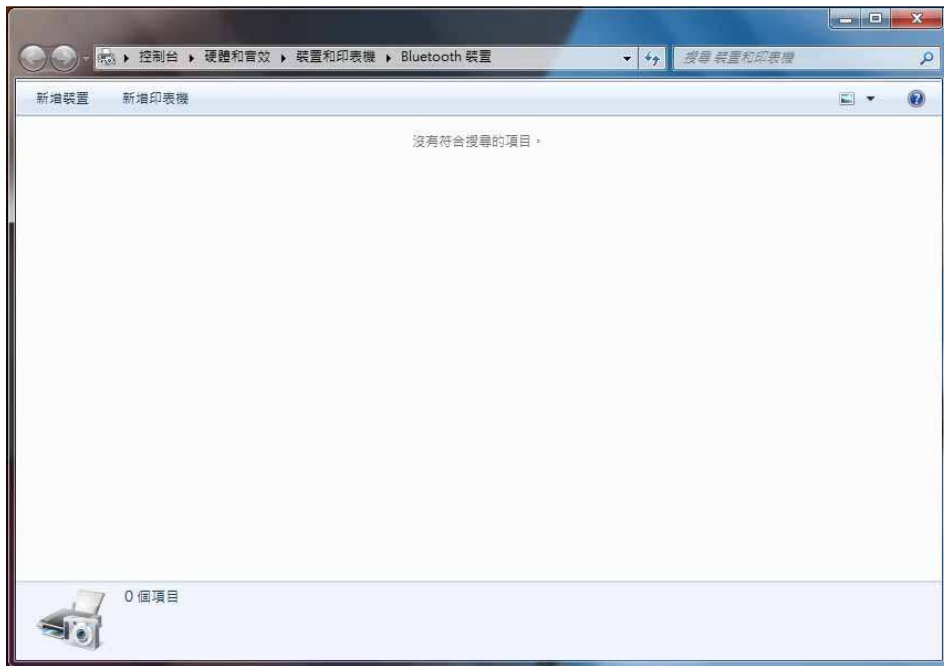 控制台 ▸ 硬體和音效 ▸ 裝置和印表機 ▸ Bluetooth 裝置
搜尋 裝置和印表機
新增裝置 新增印表機
沒有符合搜尋的項目。
0 個項目